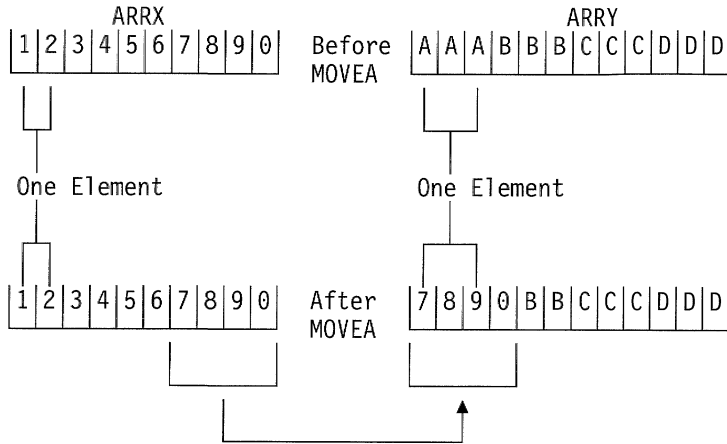 ARRX ARRY
1 2 3 4 5 6 7 8 9 0 Before A A A B B B C C C D D D
MOVEA
One Element One Element
1 2 3 4 5 6 7 8 9 0 After 7 8 9 0 B B C C C D D D
MOVEA